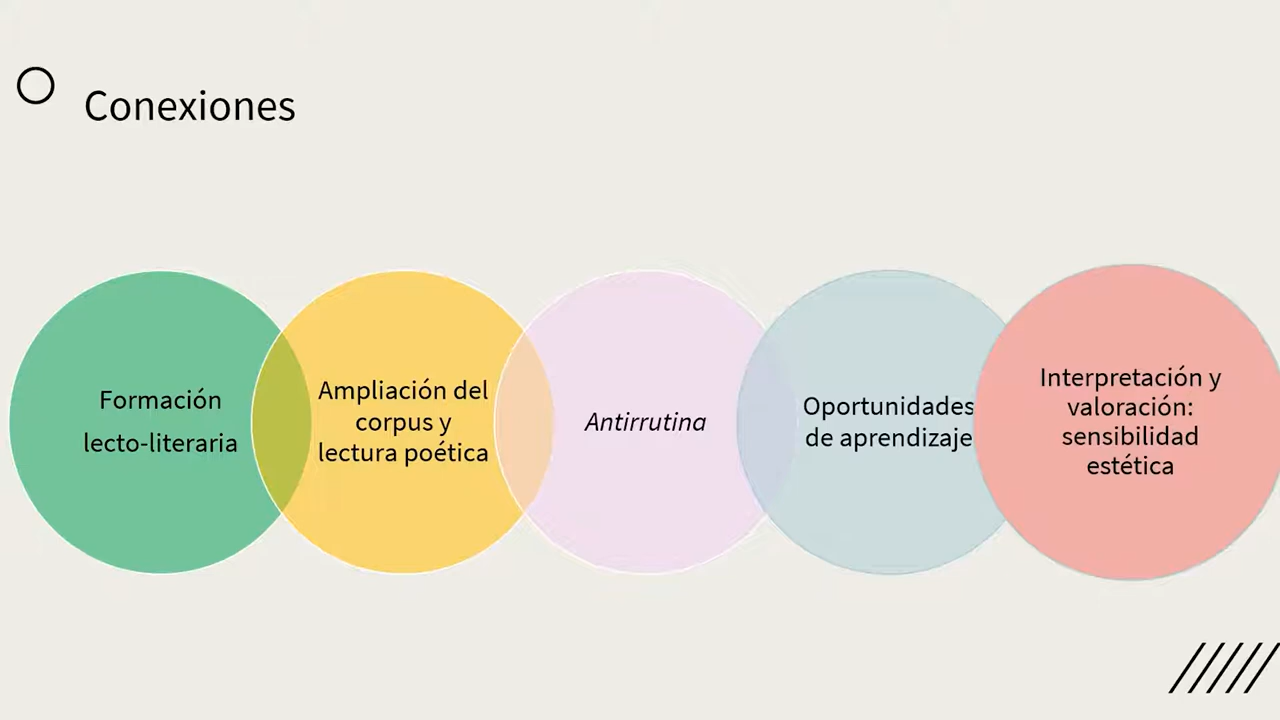 Conexiones
Formación
lecto-literaria
Ampliación del
corpus y
lectura poética
Antirrutina
Oportunidades
de aprendizaje
Interpretación y
valoración:
sensibilidad
estética